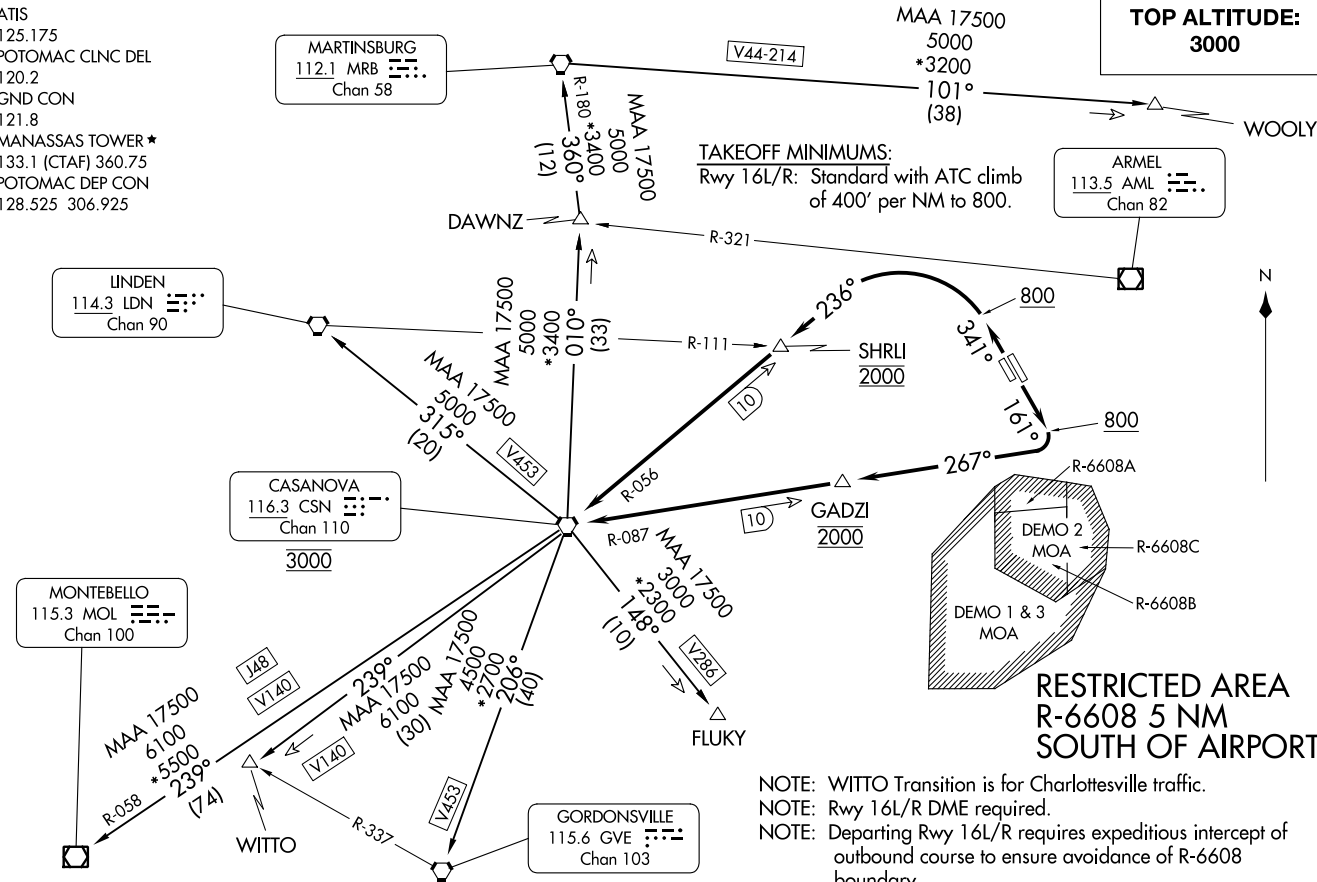 ATIS
125.175
POTOMAC CLNC DEL
120.2
GND CON
121.8
MANASSAS TOWER ★
133.1 (CTAF) 360.75
POTOMAC DEP CON
128.525 306.925
MARTINSBURG
112.1 MRB
Chan 58
V44-214
MAA 17500
5000
*3200
101°
(38)
TOP ALTITUDE:
3000
WOOLY
R-180
MAA 17500
5000
*3400
360°
(12)
TAKEOFF MINIMUMS:
Rwy 16L/R: Standard with ATC climb
of 400' per NM to 800.
ARMEL
113.5 AML
Chan 82
DAWNZ
R-321
N
LINDEN
114.3 LDN
Chan 90
MAA 17500
5000
*3400
010°
(33)
R-111
236°
800
341°
SHRLI
2000
10
161°
800
MAA 17500
5000
315°
(20)
V453
R-056
267°
CASANOVA
116.3 CSN
Chan 110
3000
GADZI
2000
10
R-087
R-6608A
DEMO 2
MOA
R-6608C
R-6608B
DEMO 1 & 3
MOA
MAA 17500
3000
*2300
148°
(10)
V286
FLUKY
MONTEBELLO
115.3 MOL
Chan 100
J48
V140
239°
MAA 17500
6100
(30)
V140
MAA 17500
4500
*2700
206°
(40)
V453
MAA 17500
6100
*5500
239°
(74)
R-058
WITTO
R-337
GORDONSVILLE
115.6 GVE
Chan 103
RESTRICTED AREA
R-6608 5 NM
SOUTH OF AIRPORT
NOTE: WITTO Transition is for Charlottesville traffic.
NOTE: Rwy 16L/R DME required.
NOTE: Departing Rwy 16L/R requires expeditious intercept of
outbound course to ensure avoidance of R-6608
boundary